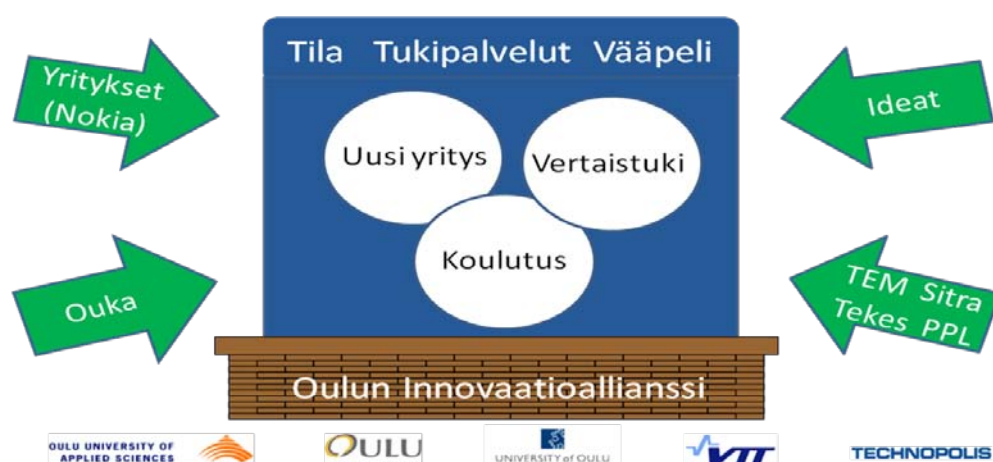 Tila Tukipalvelut Vääpeli
Yritykset
(Nokia)
Ideat
Uusi yritys
Vertaistuki
Koulutus
Ouka
TEM Sitra
Tekes PPL
Oulun Innovaatioallianssi
OULU UNIVERSITY OF
APPLIED SCIENCES
OULU
UNIVERSITY of OULU
VTT
TECHNOPOLIS